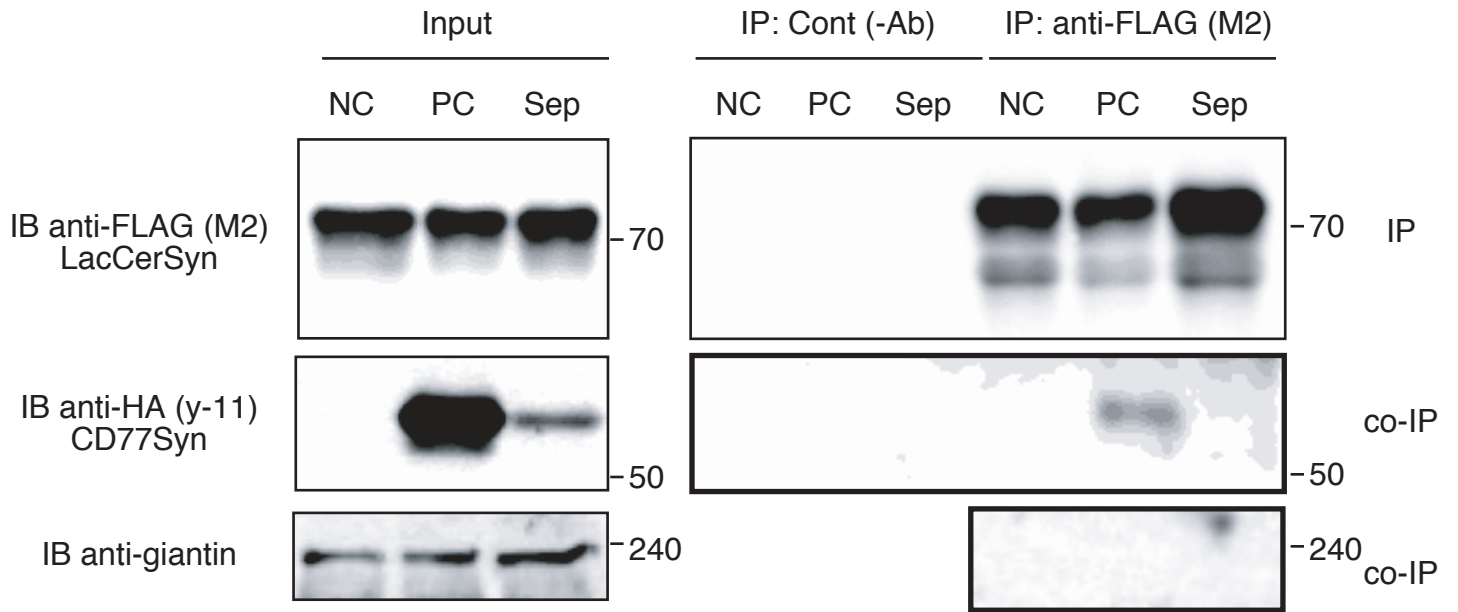 Input IP: Cont (-Ab) IP: anti-FLAG (M2)
NC PC Sep NC PC Sep NC PC Sep
IB anti-FLAG (M2)
LacCerSyn
-70 -70 IP
IB anti-HA (y-11)
CD77Syn
-50 co-IP
-50
IB anti-giantin -240 -240 co-IP